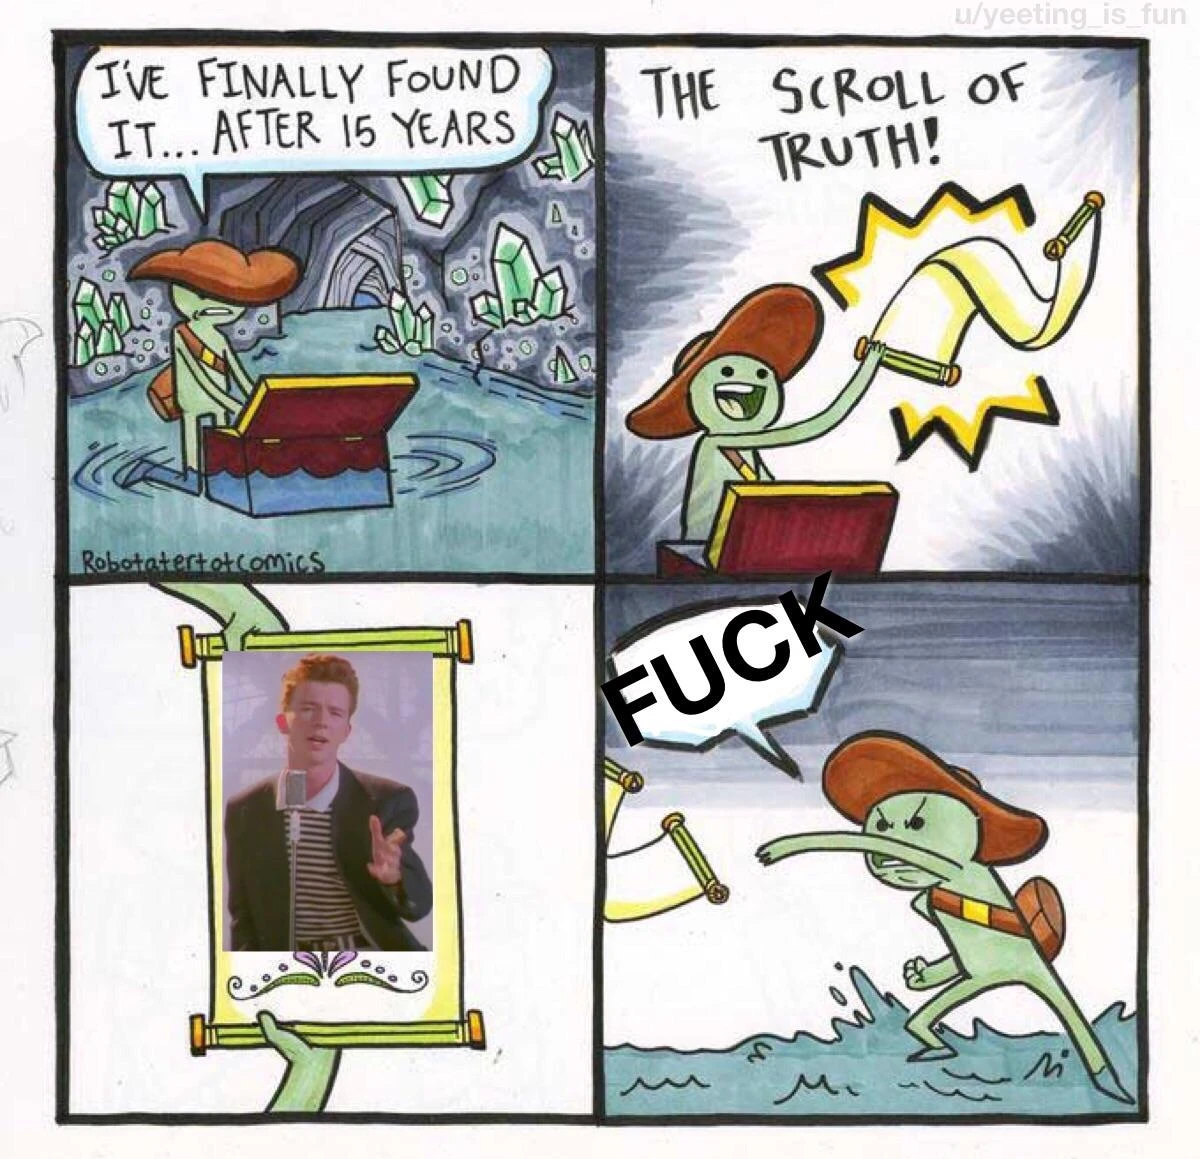 u/yeeting_is_fun
I'VE FINALLY FOUND
IT... AFTER 15 YEARS
Robotatertotcomics
THE SCROLL OF
TRUTH!
FUCK